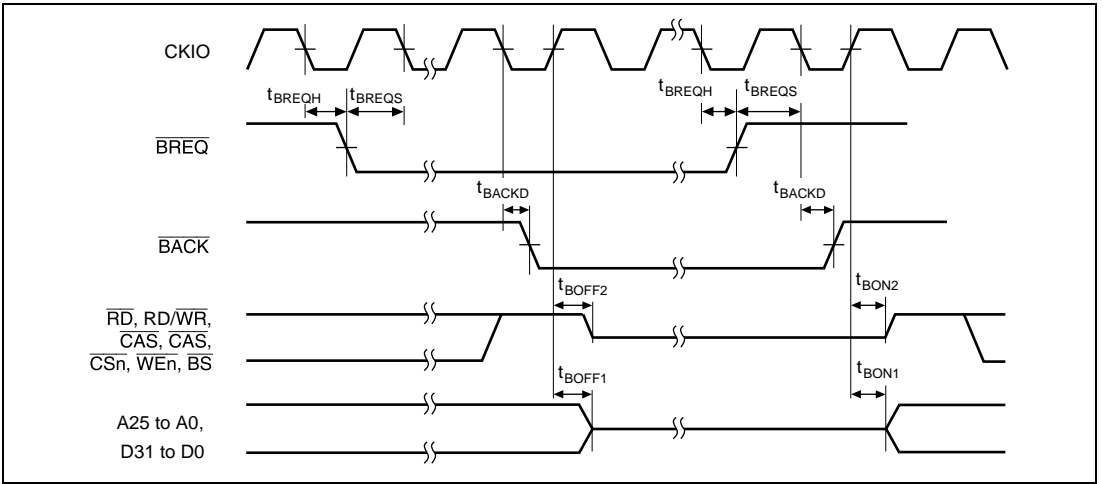 CKIO
tBREQH tBREQS tBREQH tBREQS
BREQ
tBACKD tBACKD
BACK
tBOFF2 tBON2
RD, RD/WR,
CAS, CAS,
CSn, WEn, BS
tBOFF1 tBON1
A25 to A0,
D31 to D0